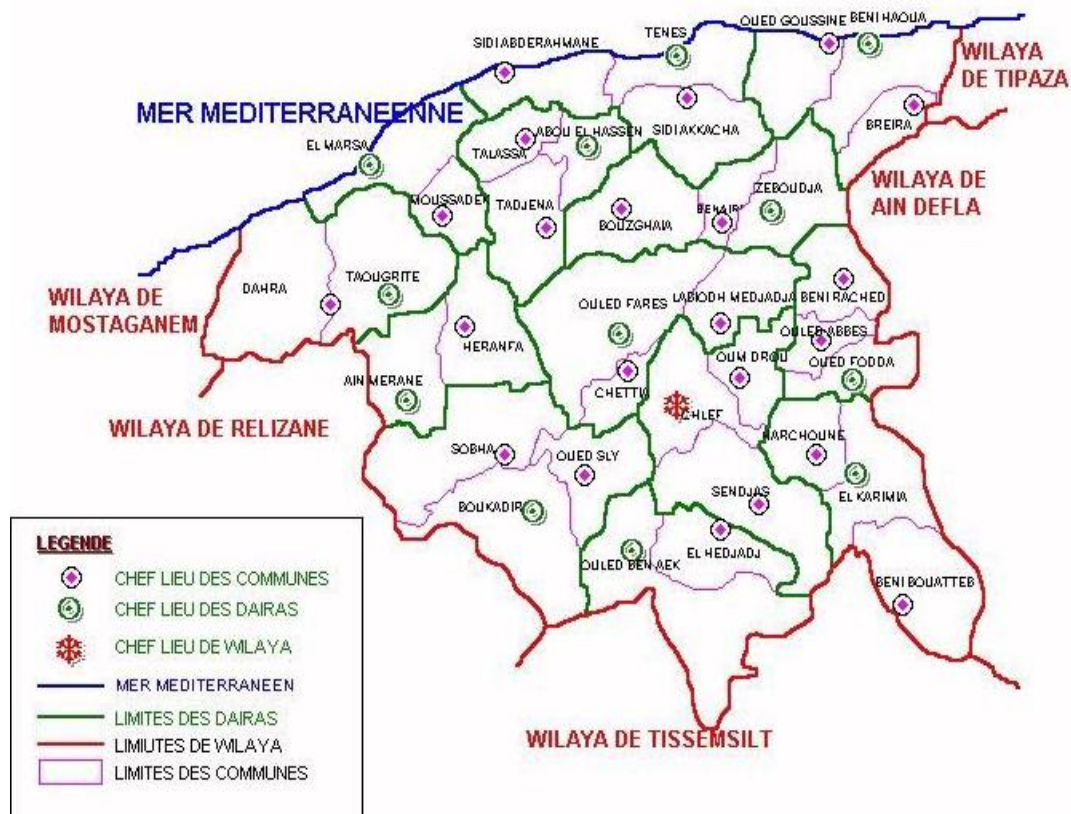 OUED GOUSSINE
BENI HAOUA
TENES
SIDI ABDERAHMANE
WILAYA
DE TIPAZA
MER MEDITERRANEENNE
BREIRA
SIDI AKKACHA
ABOU EL HASSEN
TALASSA
EL MARSA
WILAYA DE
AIN DEFLA
ZEBOUDJA
MOUSSADEK
TADJENA
BOUZGHAIA
DAHRA
TAOUGRITE
WILAYA DE
MOSTAGANEM
OULED FARES
LABIODH MEDJADJA
BENI RACHED
OULED ABBES
HERANFA
OUM DROU
OUED FODDA
AIN MERANE
CHETTIA
CHLEF
WILAYA DE RELIZANE
HARCHOUNE
SOBHA
OUED SLY
EL KARIMIA
SENDJAS
BOUKADIR
EL HEDJADJ
OULED BEN AEK
BENI BOUATTEB
WILAYA DE TISSEMSILT
LEGENDE
CHEF LIEU DES COMMUNES
CHEF LIEU DES DAIRAS
CHEF LIEU DE WILAYA
MER MEDITERRANEEN
LIMITES DES DAIRAS
LIMIUTES DE WILAYA
LIMITES DES COMMUNES